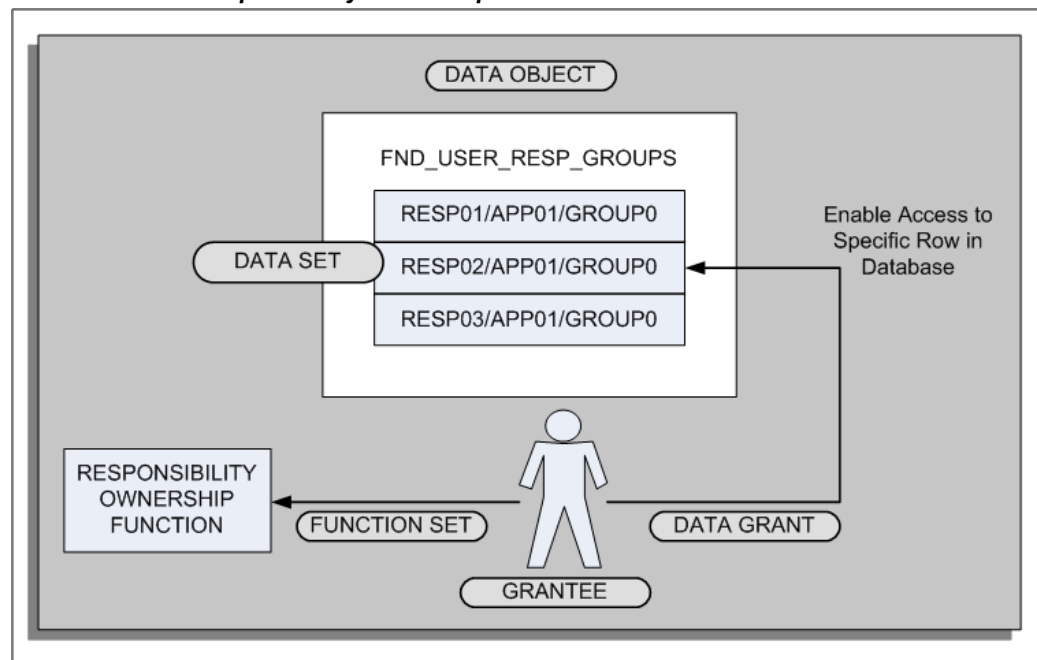 DATA OBJECT
FND_USER_RESP_GROUPS
RESP01/APP01/GROUP0
DATA SET
RESP02/APP01/GROUP0
RESP03/APP01/GROUP0
Enable Access to
Specific Row in
Database
RESPONSIBILITY
OWNERSHIP
FUNCTION
FUNCTION SET
DATA GRANT
GRANTEE